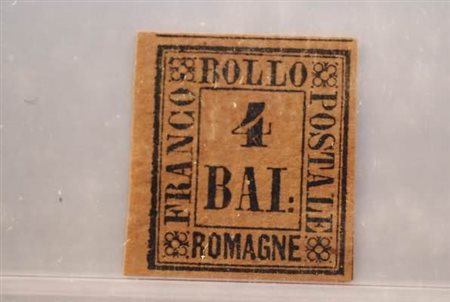 BOLLO
FRANCO
POSTALE
4
BAI:
ROMAGNE